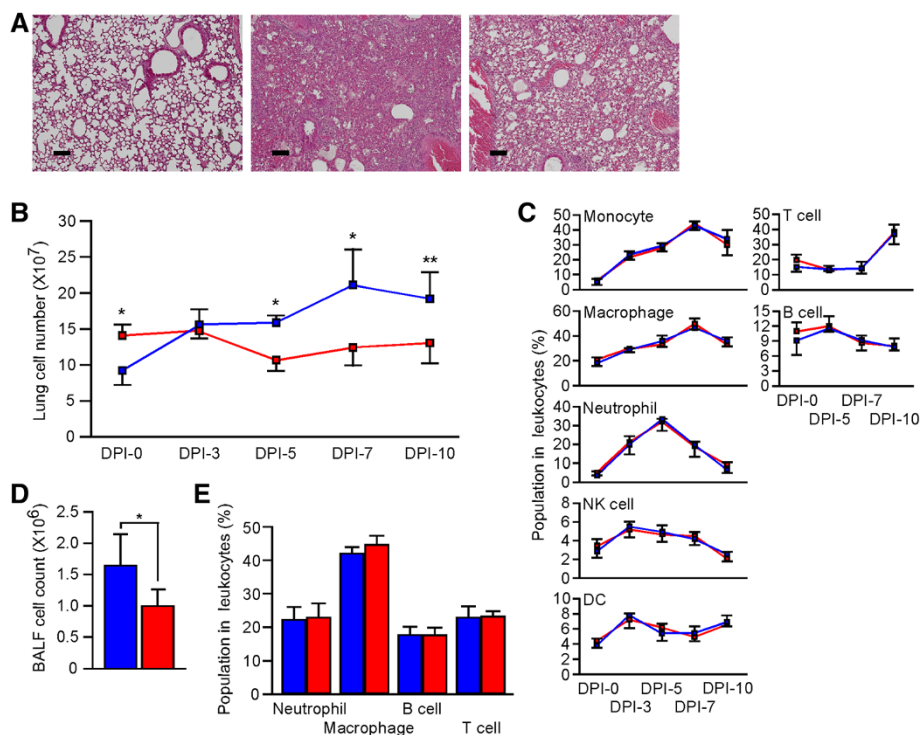 A
B
Lung cell number (X10⁷)
30
25
20
15
10
5
0
*
*
*
**
DPI-0 DPI-3 DPI-5 DPI-7 DPI-10
C
Population in leukocytes (%)
Monocyte
50
40
30
20
10
0
T cell
50
40
30
20
10
0
Macrophage
60
40
20
0
B cell
15
12
9
6
3
0
DPI-0 DPI-7
DPI-5 DPI-10
Neutrophil
40
30
20
10
0
NK cell
8
6
4
2
0
DC
10
8
6
4
2
0
DPI-0 DPI-5 DPI-10
DPI-3 DPI-7
D
BALF cell count (X10⁶)
2.5
2.0
1.5
1.0
0.5
0
*
E
Population in leukocytes (%)
50
40
30
20
10
0
Neutrophil B cell
Macrophage T cell